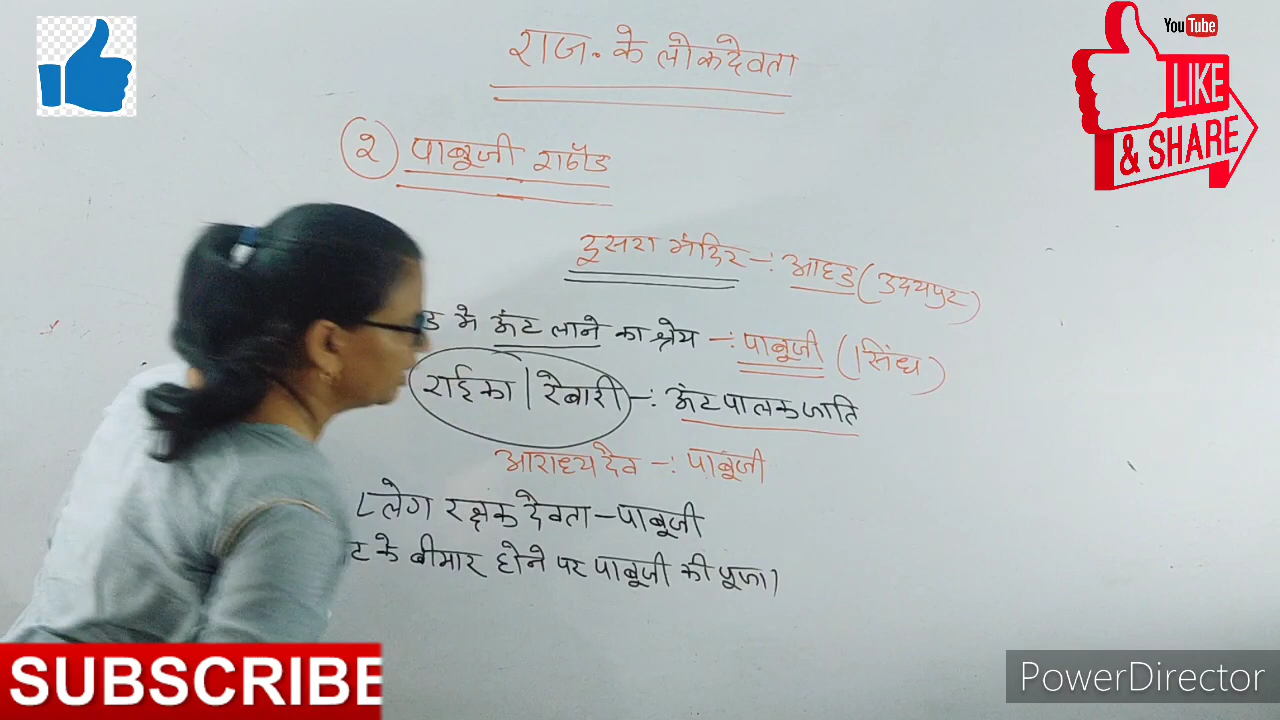 राज. के लोकदेवता
YouTube
LIKE
& SHARE
२ पाबूजी राठौड
दूसरा मंदिर -: आहड (उदयपुर)
ड मे ऊंट लाने का श्रेय -: पाबूजी (सिंध)
राईका | रेबारी -: ऊंटपालक जाति
आराध्यदेव -: पाबूजी
प्लेग रक्षक देवता - पाबूजी
ट के बीमार होने पर पाबूजी की पूजा।
SUBSCRIBE
PowerDirector